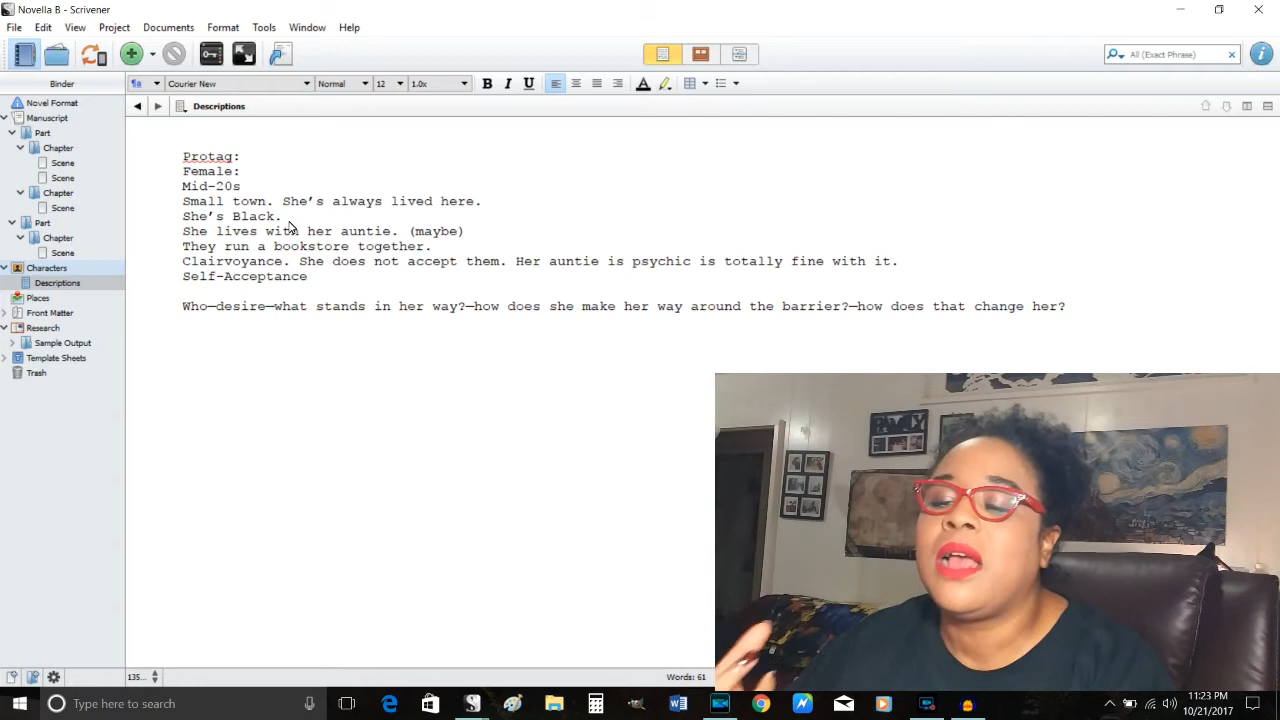 Novella B - Scrivener
File Edit View Project Documents Format Tools Window Help
All (Exact Phrase)
Binder
Courier New Normal 12 1.0x B I U A
Novel Format
Manuscript
Part
Chapter
Scene
Scene
Chapter
Scene
Part
Chapter
Scene
Characters
Descriptions
Places
Front Matter
Research
Sample Output
Template Sheets
Trash
Descriptions
Protag:
Female:
Mid-20s
Small town. She's always lived here.
She's Black.
She lives with her auntie. (maybe)
They run a bookstore together.
Clairvoyance. She does not accept them. Her auntie is psychic is totally fine with it.
Self-Acceptance
Who—desire—what stands in her way?—how does she make her way around the barrier?—how does that change her?
135...
Words: 61
Type here to search
11:23 PM
10/21/2017